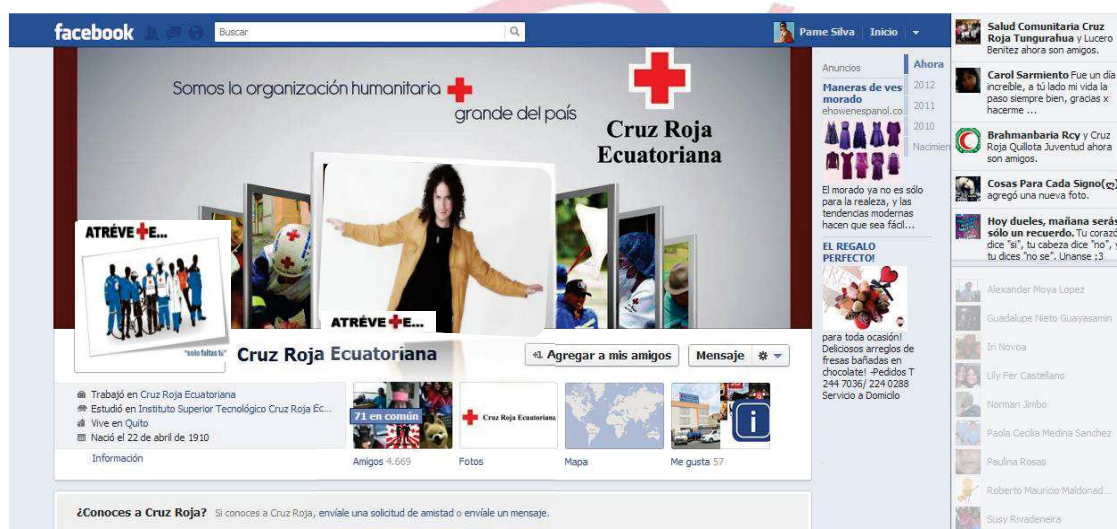 facebook
Buscar
Pame Silva
Inicio
Somos la organización humanitaria
grande del país
Cruz Roja
Ecuatoriana
ATRÉVE TE...
"solo faltas tú"
ATRÉVE TE...
Cruz Roja Ecuatoriana
+1 Agregar a mis amigos
Mensaje
Trabajó en Cruz Roja Ecuatoriana
Estudió en Instituto Superior Tecnológico Cruz Roja Ec...
Vive en Quito
Nació el 22 de abril de 1910
Información
71 en común
Cruz Roja Ecuatoriana
Amigos 4.669
Fotos
Mapa
Me gusta 57
¿Conoces a Cruz Roja? Si conoces a Cruz Roja, envíale una solicitud de amistad o envíale un mensaje.
Anuncios
Maneras de ves
morado
ehowenespanol.co
El morado ya no es sólo
para la realeza, y las
tendencias modernas
hacen que sea fácil...
EL REGALO
PERFECTO!
para toda ocasión!
Deliciosos arreglos de
fresas bañadas en
chocolate! -Pedidos T
244 7036/ 224 0288
Servicio a Domicilo
Ahora
2012
2011
2010
Nacimien
Salud Comunitaria Cruz
Roja Tungurahua y Lucero
Benitez ahora son amigos.
Carol Sarmiento Fue un día
increíble, a tú lado mi vida la
paso siempre bien, gracias x
hacerme ...
Brahmanbaria Rcy y Cruz
Roja Quillota Juventud ahora
son amigos.
Cosas Para Cada Signo(ღ)
agregó una nueva foto.
Hoy dueles, mañana serás
sólo un recuerdo. Tu corazó
dice "si", tu cabeza dice "no", y
tu dices "no se". Unanse ;3
Alexander Moya Lopez
Guadalupe Nieto Guayasamin
Iri Novoa
Lily Fer Castellano
Norman Jimbo
Paola Cecilia Medina Sanchez
Paulina Rosas
Roberto Mauricio Maldonad...
Susy Rivadeneira